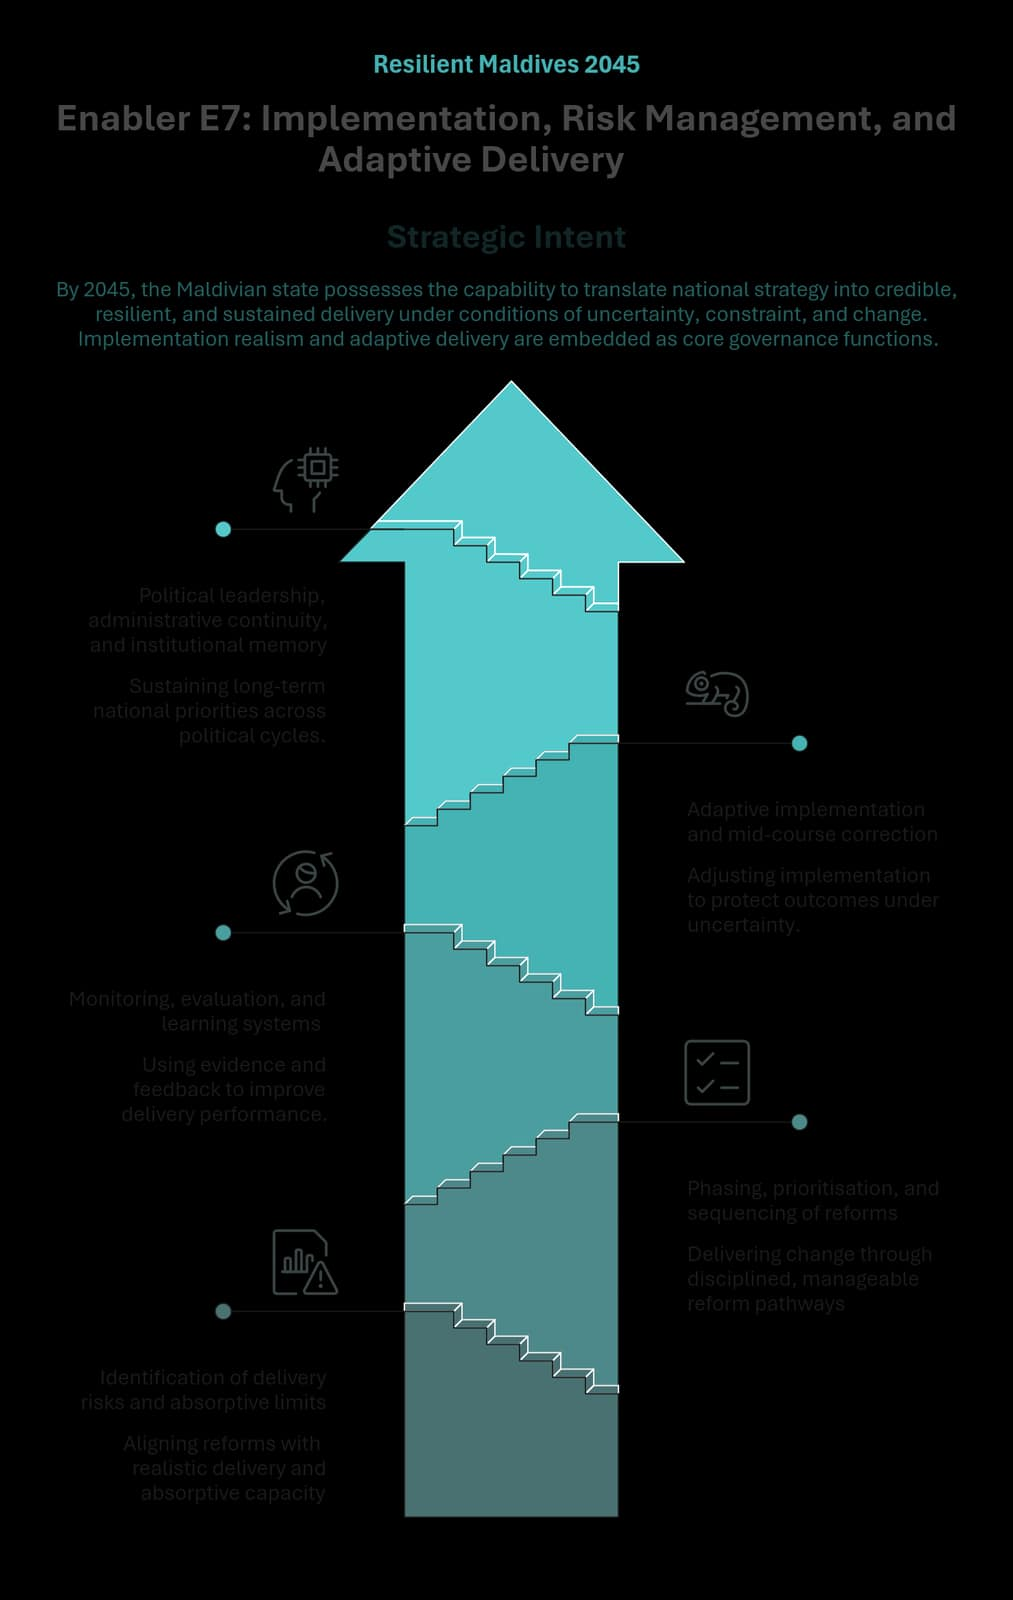 Resilient Maldives 2045
Enabler E7: Implementation, Risk Management, and
Adaptive Delivery
Strategic Intent
By 2045, the Maldivian state possesses the capability to translate national strategy into credible,
resilient, and sustained delivery under conditions of uncertainty, constraint, and change.
Implementation realism and adaptive delivery are embedded as core governance functions.
Political leadership,
administrative continuity,
and institutional memory
Sustaining long-term
national priorities across
political cycles.
Adaptive implementation
and mid-course correction
Adjusting implementation
to protect outcomes under
uncertainty.
Monitoring, evaluation, and
learning systems
Using evidence and
feedback to improve
delivery performance.
Phasing, prioritisation, and
sequencing of reforms
Delivering change through
disciplined, manageable
reform pathways
Identification of delivery
risks and absorptive limits
Aligning reforms with
realistic delivery and
absorptive capacity